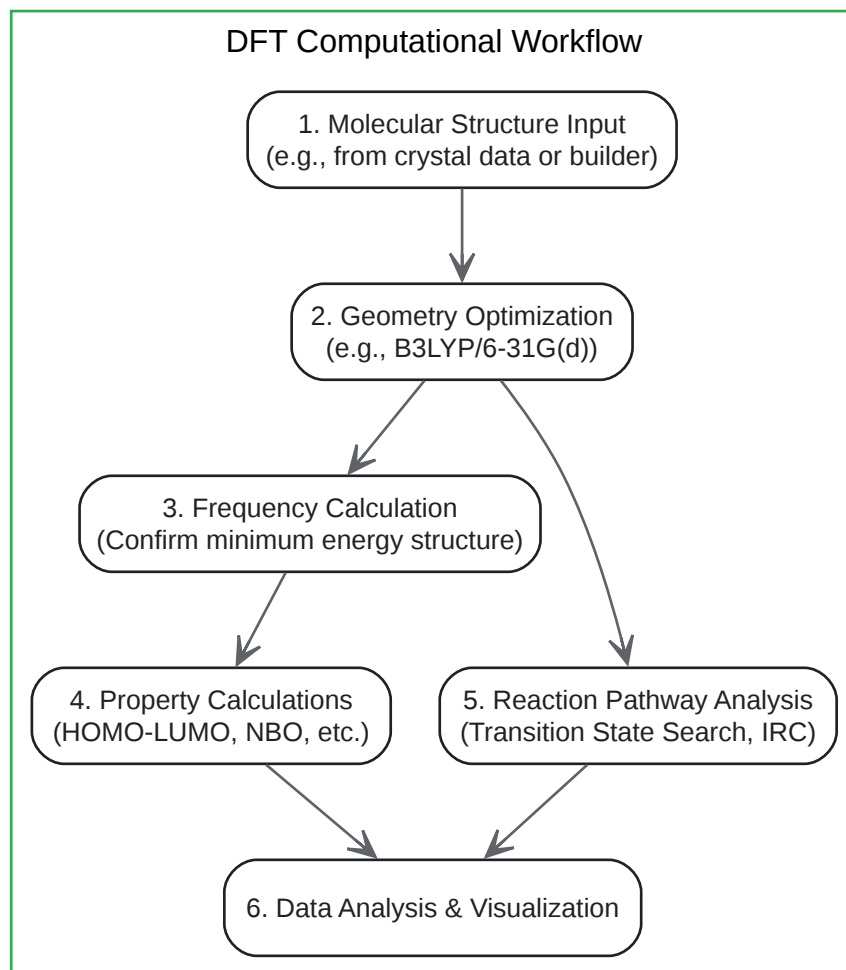 DFT Computational Workflow
1. Molecular Structure Input
(e.g., from crystal data or builder)
2. Geometry Optimization
(e.g., B3LYP/6-31G(d))
3. Frequency Calculation
(Confirm minimum energy structure)
4. Property Calculations
(HOMO-LUMO, NBO, etc.)
5. Reaction Pathway Analysis
(Transition State Search, IRC)
6. Data Analysis & Visualization